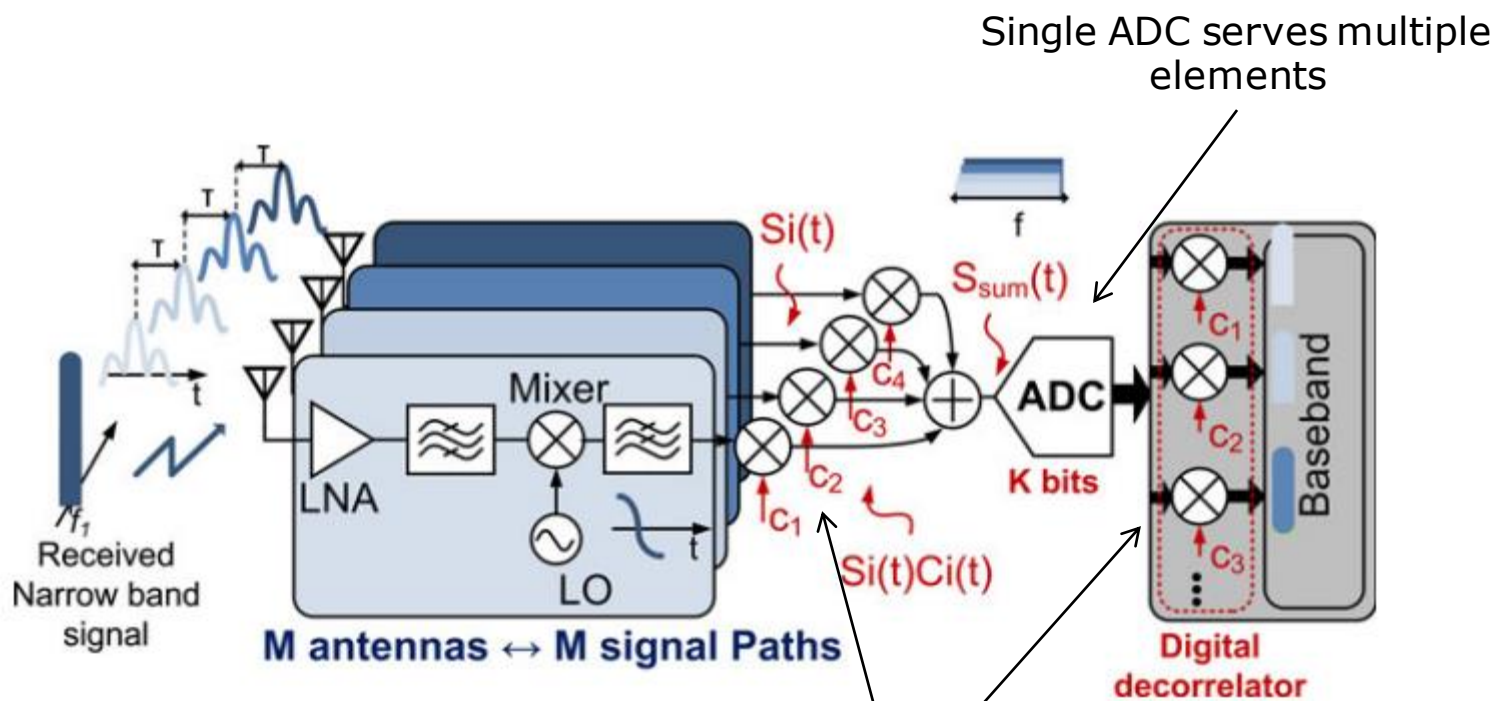 Single ADC serves multiple
elements
T
T
T
t
f
Si(t)
S_sum(t)
Mixer
LNA
LO
t
C1
C2
C3
C4
Si(t)Ci(t)
ADC
K bits
C1
C2
C3
Baseband
f1
Received
Narrow band
signal
M antennas ↔ M signal Paths
Digital
decorrelator